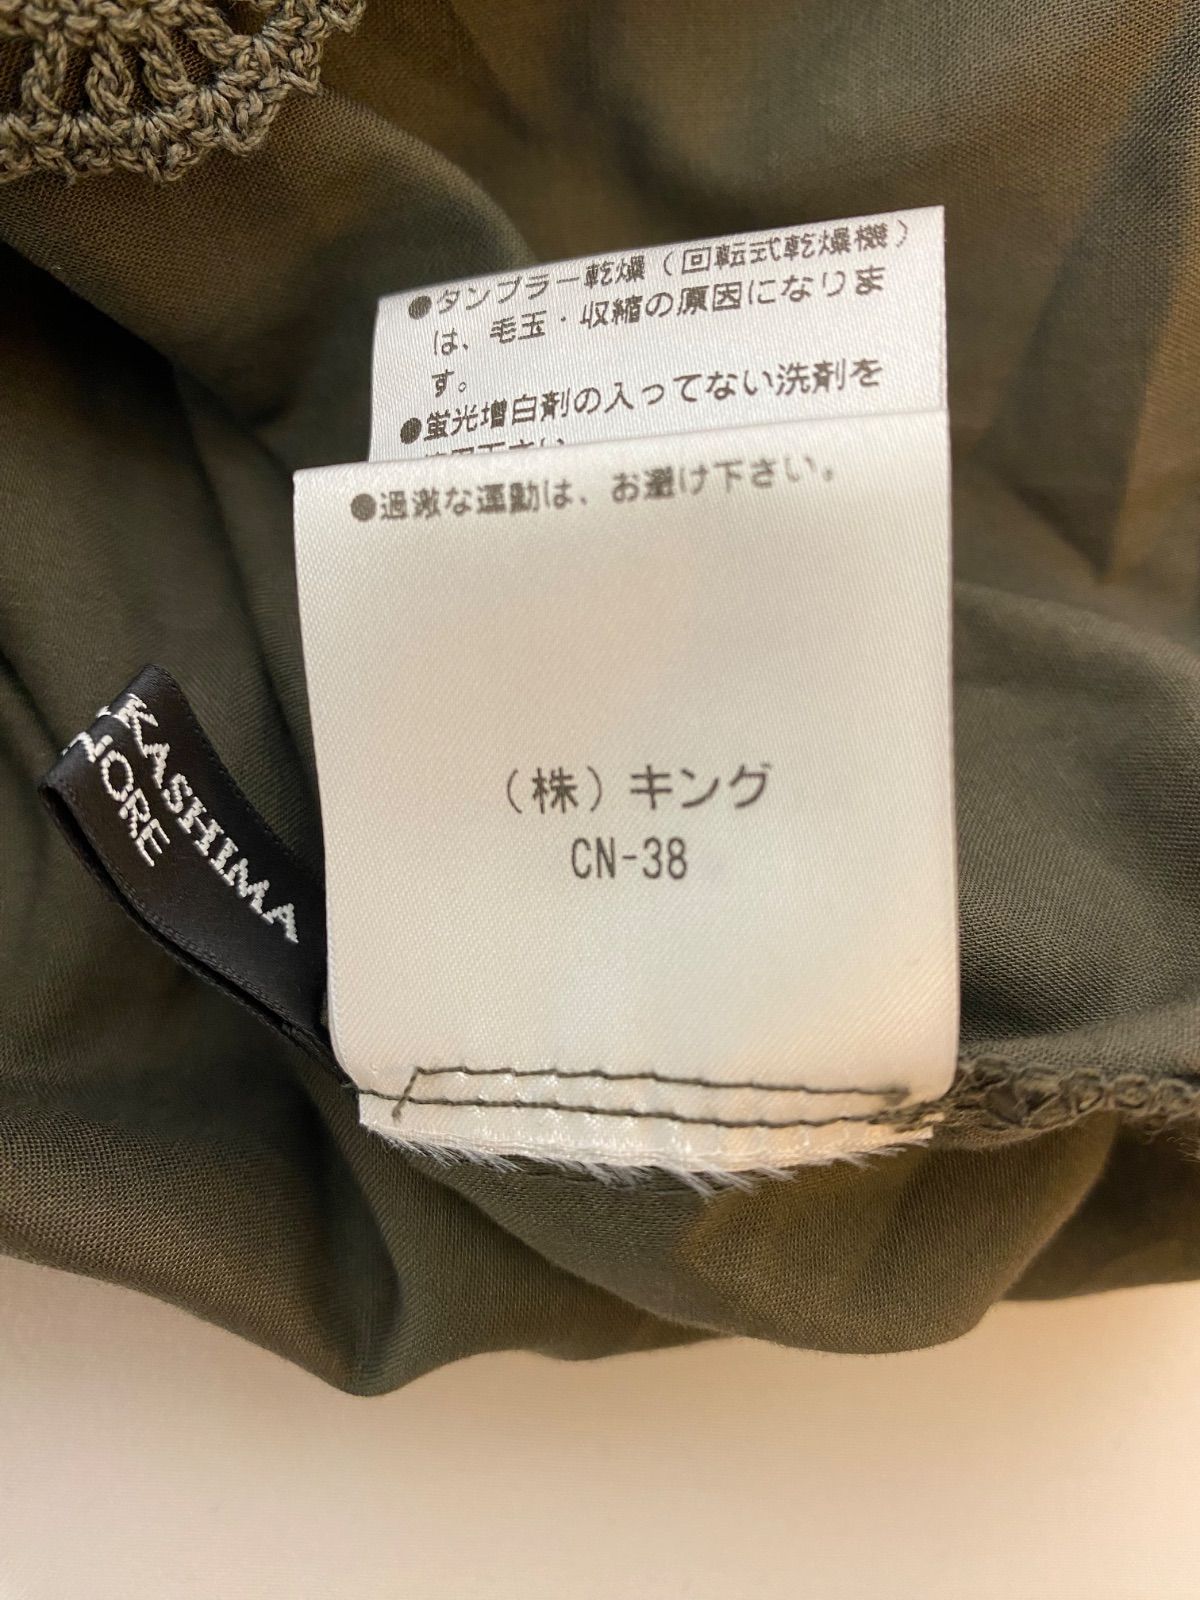 ●タンブラー乾燥（回転式乾燥機）
は、毛玉・収縮の原因になりま
す。
●蛍光増白剤の入ってない洗剤を
●過激な運動は、お避け下さい。
（株）キング
CN-38
KASHIMA
NORE